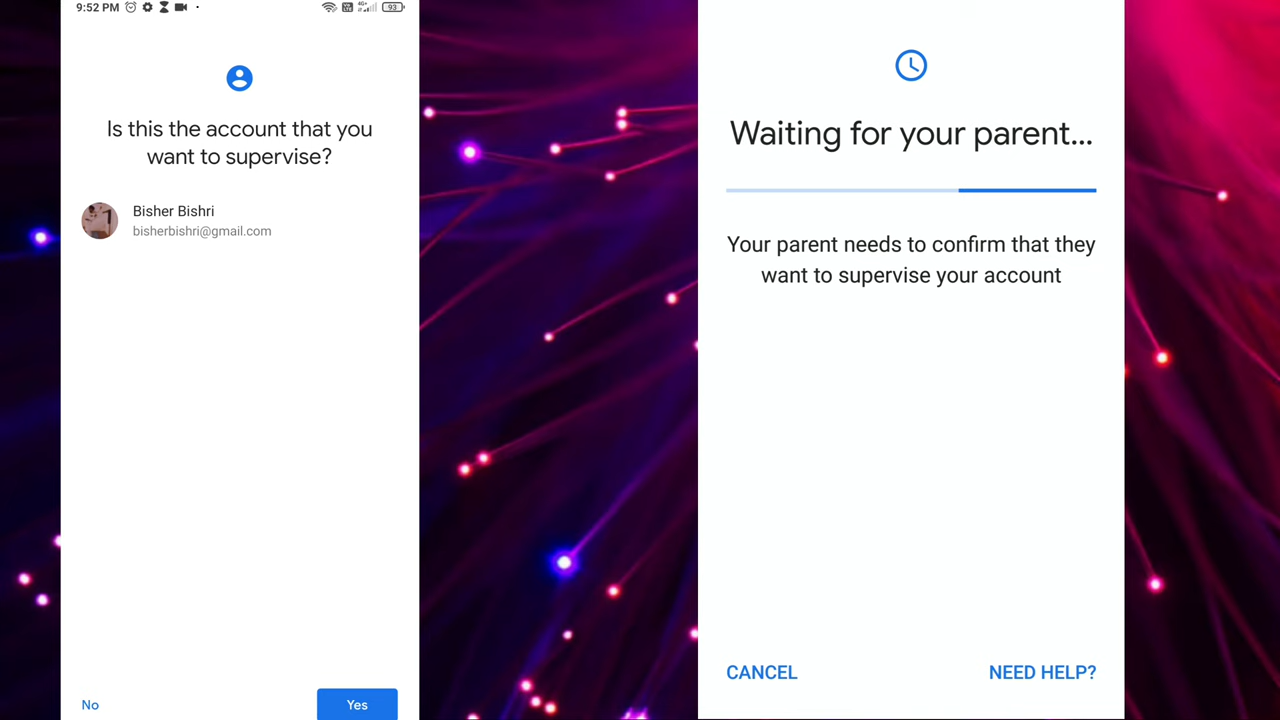 9:52 PM
93
Is this the account that you
want to supervise?
Bisher Bishri
bisherbishri@gmail.com
No
Yes
Waiting for your parent...
Your parent needs to confirm that they
want to supervise your account
CANCEL
NEED HELP?